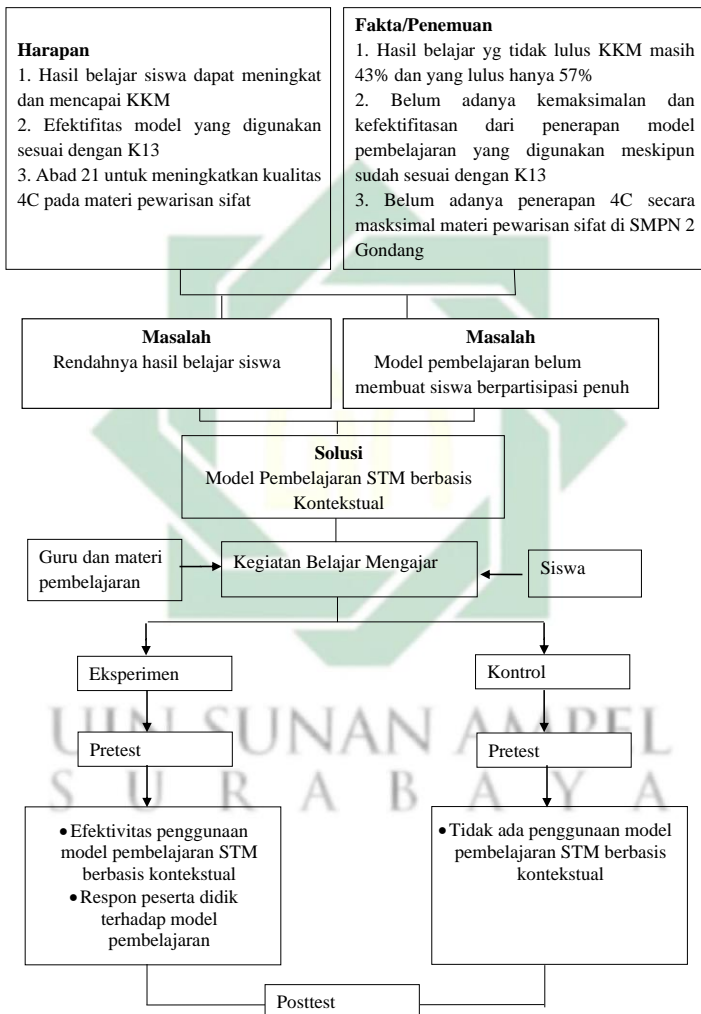 Harapan
1. Hasil belajar siswa dapat meningkat
dan mencapai KKM
2. Efektifitas model yang digunakan
sesuai dengan K13
3. Abad 21 untuk meningkatkan kualitas
4C pada materi pewarisan sifat
Fakta/Penemuan
1. Hasil belajar yg tidak lulus KKM masih
43% dan yang lulus hanya 57%
2. Belum adanya kemaksimalan dan
kefektifitasan dari penerapan model
pembelajaran yang digunakan meskipun
sudah sesuai dengan K13
3. Belum adanya penerapan 4C secara
masksimal materi pewarisan sifat di SMPN 2
Gondang
Masalah
Rendahnya hasil belajar siswa
Masalah
Model pembelajaran belum
membuat siswa berpartisipasi penuh
Solusi
Model Pembelajaran STM berbasis
Kontekstual
Guru dan materi
pembelajaran
Kegiatan Belajar Mengajar
Siswa
Eksperimen
Kontrol
Pretest
Pretest
UIN SUNAN AMPEL
SURABAYA
• Efektivitas penggunaan
model pembelajaran STM
berbasis kontekstual
• Respon peserta didik
terhadap model
pembelajaran
• Tidak ada penggunaan model
pembelajaran STM berbasis
kontekstual
Posttest